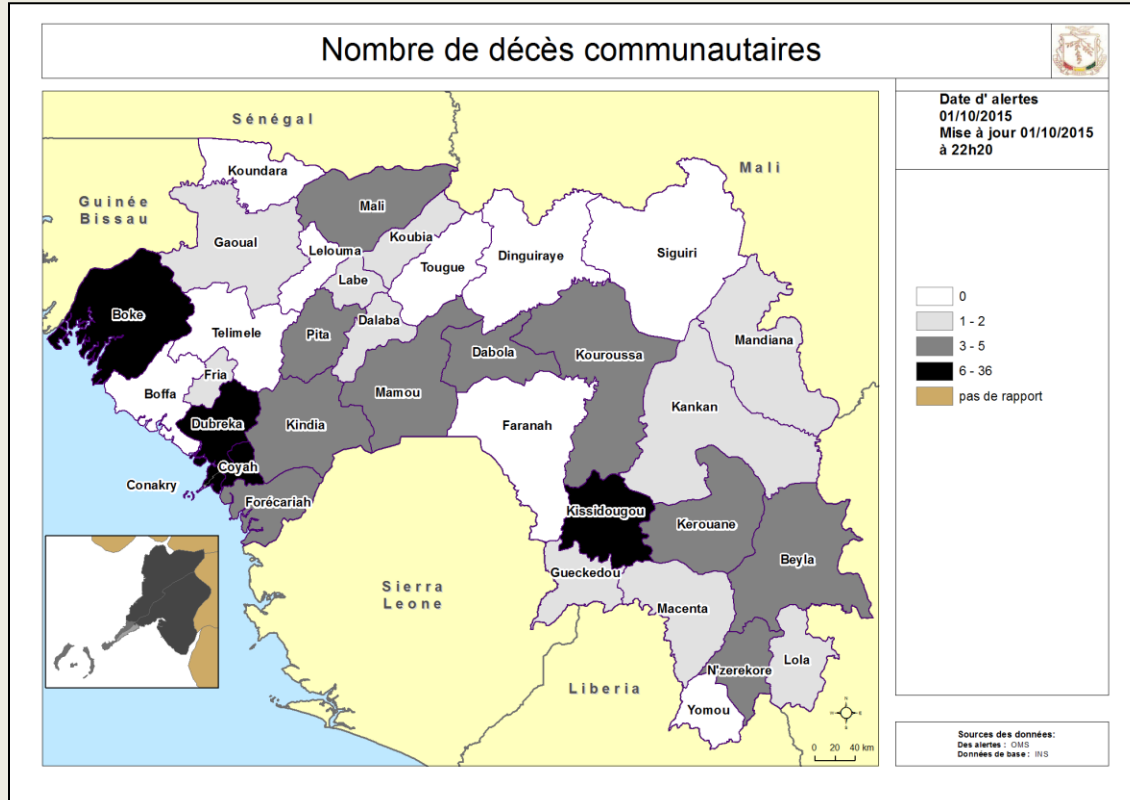 Nombre de décès communautaires
Date d' alertes
01/10/2015
Mise à jour 01/10/2015
à 22h20
Sénégal
Mali
Guinée
Bissau
Koundara
Mali
Gaoual
Koubia
Lelouma
Dinguiraye
Siguiri
Tougue
Labe
Boke
Dalaba
Telimele
Pita
Mandiana
Dabola
Kouroussa
Fria
Boffa
Mamou
Kankan
Dubreka
Kindia
Faranah
Coyah
Conakry
Forécariah
Kissidougou
Kerouane
Beyla
Gueckedou
Sierra
Leone
Macenta
N'zerekore
Lola
Liberia
Yomou
0 20 40 km
0
1 - 2
3 - 5
6 - 36
pas de rapport
Sources des données:
Des alertes : OMS
Données de base : INS